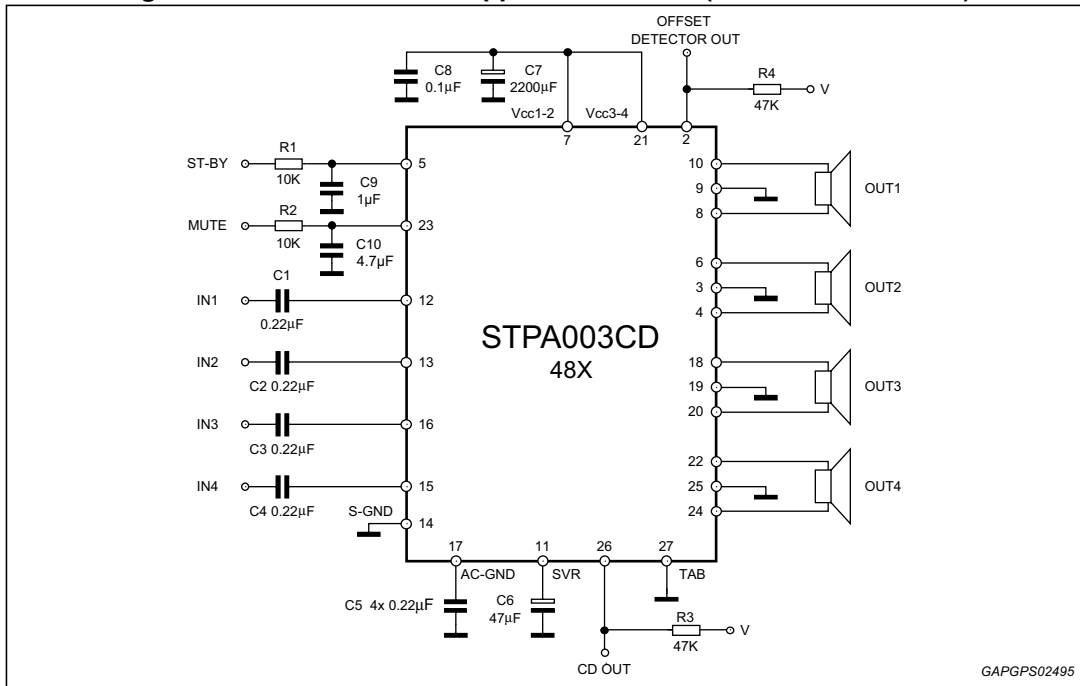 OFFSET
DETECTOR OUT
C8
0.1µF
C7
2200µF
R4
47K
V
Vcc1-2
Vcc3-4
7
21
2
ST-BY
R1
10K
5
C9
1µF
MUTE
R2
10K
23
C10
4.7µF
IN1
C1
0.22µF
12
IN2
C2 0.22µF
13
IN3
C3 0.22µF
16
IN4
C4 0.22µF
15
S-GND
14
STPA003CD
48X
10
9
8
OUT1
6
3
4
OUT2
18
19
20
OUT3
22
25
24
OUT4
17
AC-GND
11
SVR
26
27
TAB
C5 4x 0.22µF
C6
47µF
R3
47K
V
CD OUT
GAPGPS02495